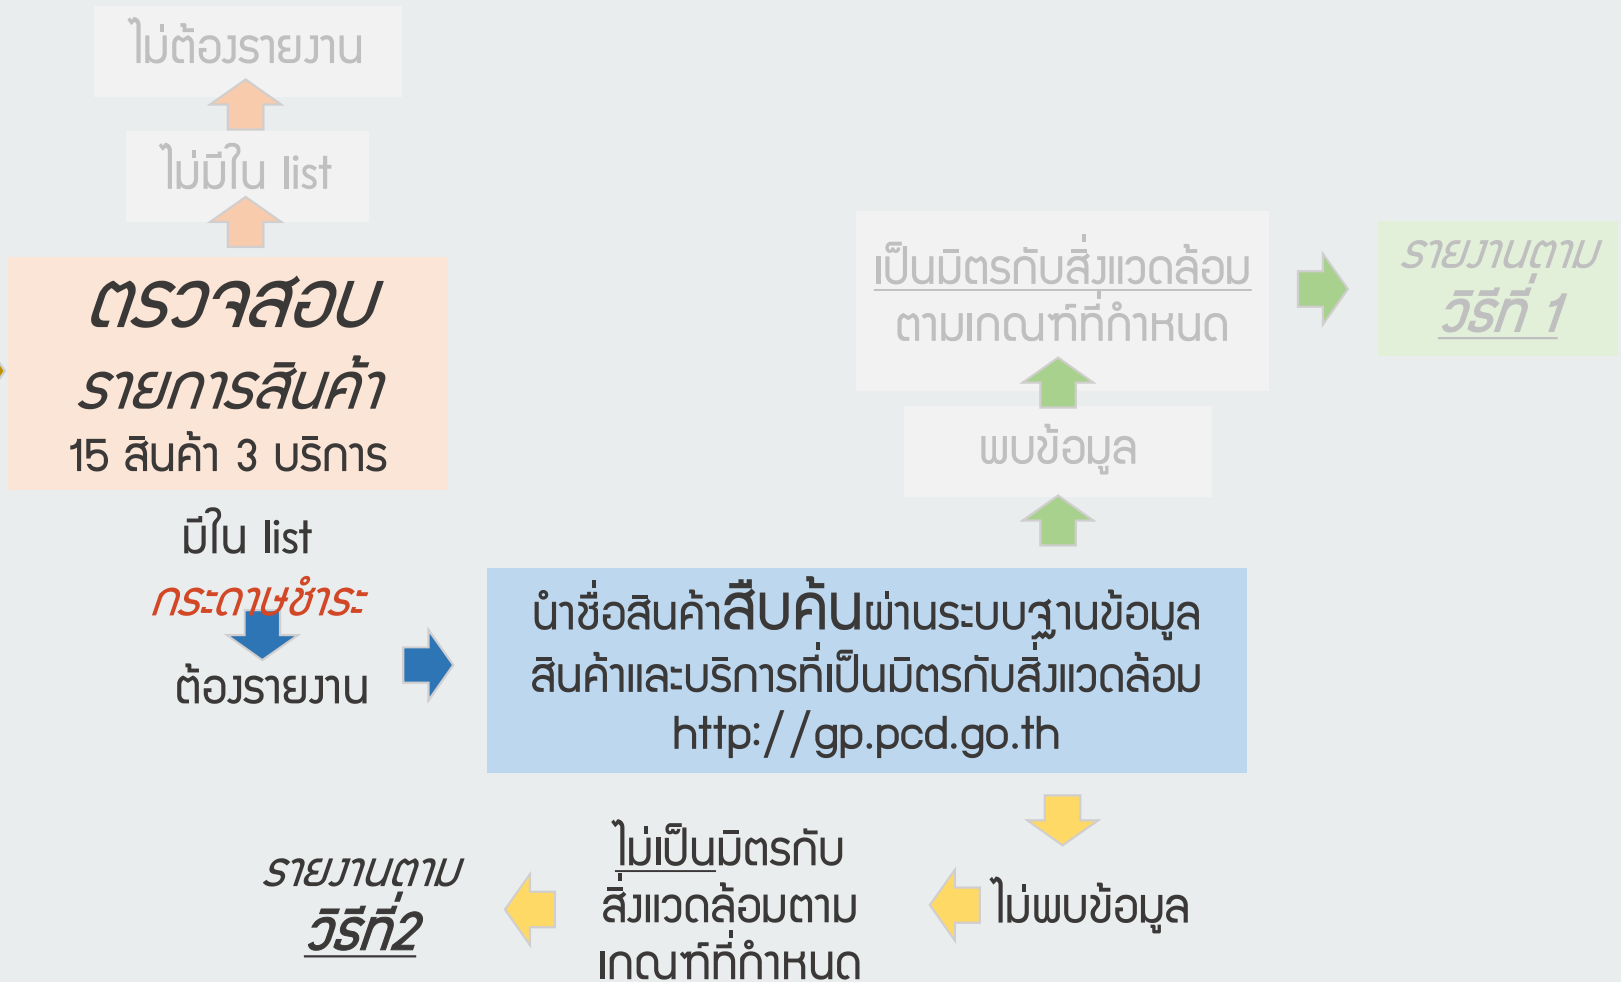 ไม่ต้องรายงาน
ไม่มีใน list
ตรวจสอบ
รายการสินค้า
15 สินค้า 3 บริการ
มีใน list
กระดาษชำระ
ต้องรายงาน
เป็นมิตรกับสิ่งแวดล้อม
ตามเกณฑ์ที่กำหนด
รายงานตาม
วิธีที่ 1
พบข้อมูล
นำชื่อสินค้าสืบค้นผ่านระบบฐานข้อมูล
สินค้าและบริการที่เป็นมิตรกับสิ่งแวดล้อม
http://gp.pcd.go.th
ไม่พบข้อมูล
ไม่เป็นมิตรกับ
สิ่งแวดล้อมตาม
เกณฑ์ที่กำหนด
รายงานตาม
วิธีที่2